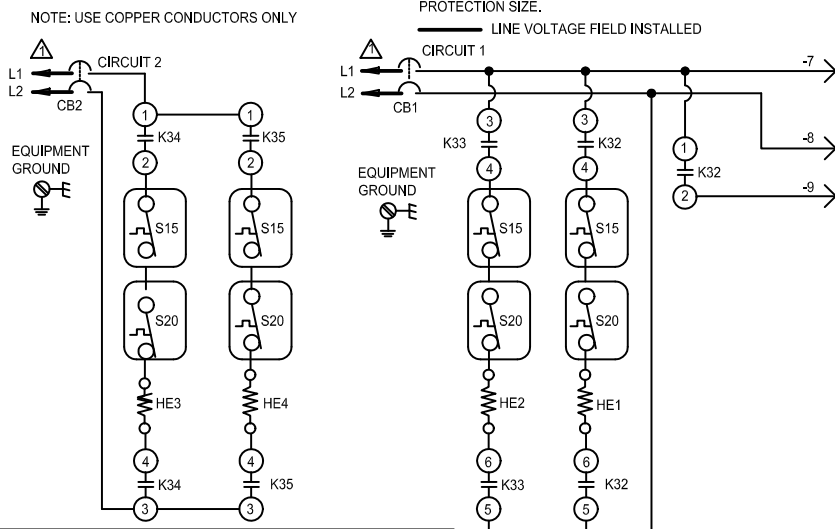 NOTE: USE COPPER CONDUCTORS ONLY
PROTECTION SIZE.
LINE VOLTAGE FIELD INSTALLED
1
CIRCUIT 2
L1
L2
CB2
1
1
K34
K35
2
2
EQUIPMENT
GROUND
S15
S15
S20
S20
HE3
HE4
4
4
K34
K35
3
3
1
CIRCUIT 1
L1
L2
CB1
-7
-8
-9
3
3
K33
K32
4
4
1
K32
2
EQUIPMENT
GROUND
S15
S15
S20
S20
HE2
HE1
6
6
K33
K32
5
5